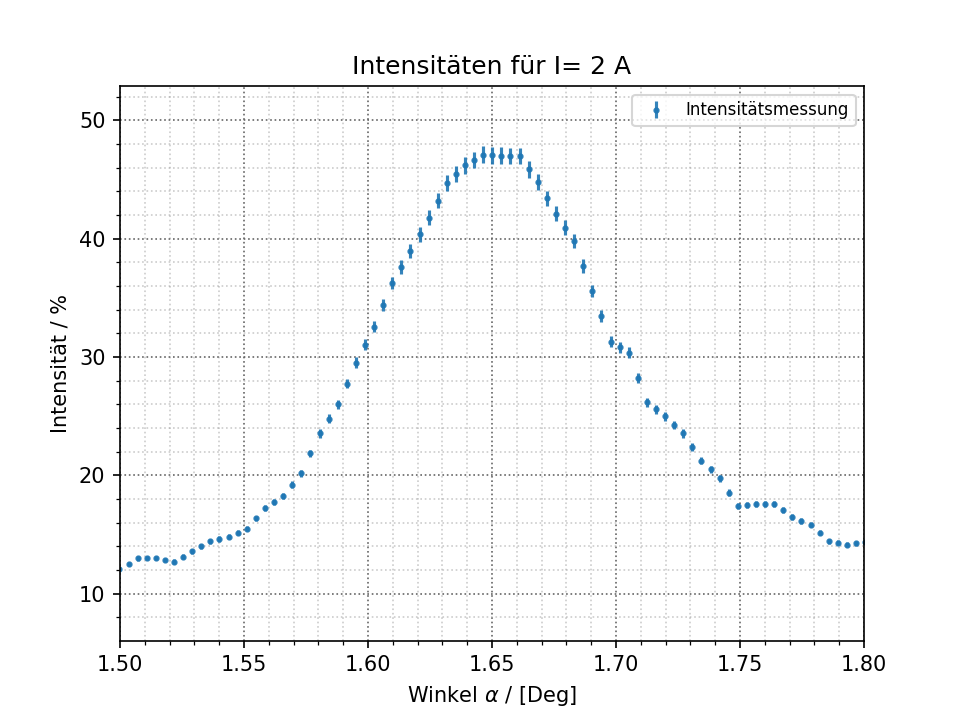 Intensitäten für I= 2 A
Intensitätsmessung
50
40
30
20
10
Intensität / %
1.50 1.55 1.60 1.65 1.70 1.75 1.80
Winkel α / [Deg]